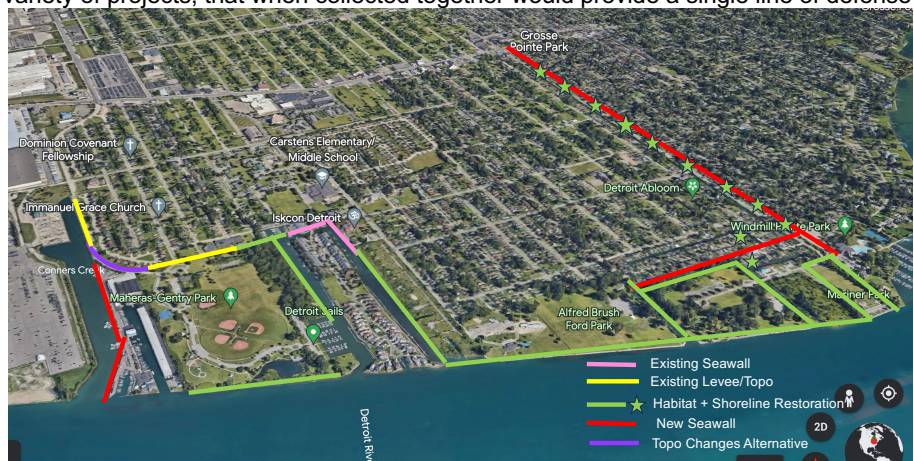 variety of projects, that when collected together would provide a single line of defense
Grosse
Pointe Park
Dominion Covenant
Fellowship
Carstens Elementary/
Middle School
Detroit Abloom
Immanuel Grace Church
Iskcon Detroit
Windmill Pointe Park
Conners Creek
Maheras-Gentry Park
Mariner Park
Detroit Sails
Alfred Brush
Ford Park
Existing Seawall
Existing Levee/Topo
Habitat + Shoreline Restoration
New Seawall
Topo Changes Alternative
2D